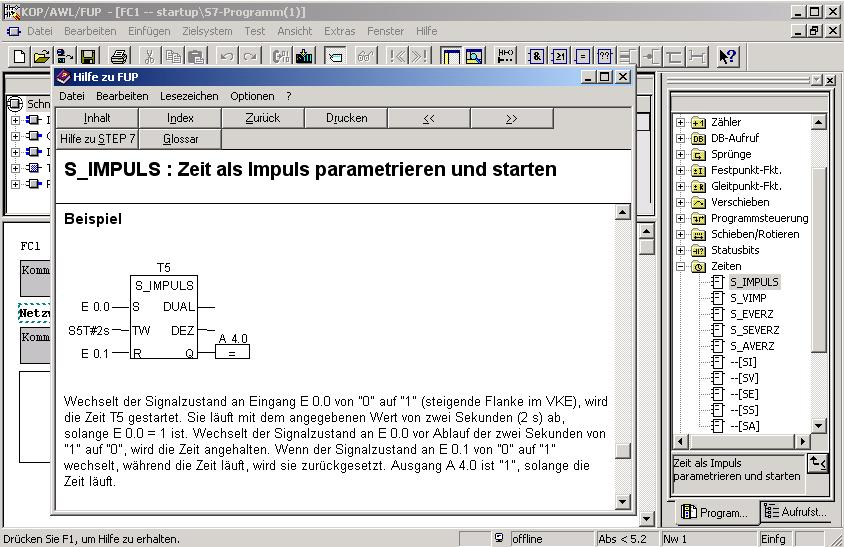 KOP/AWL/FUP - [FC1 -- startup\S7-Programm(1)]
Datei Bearbeiten Einfügen Zielsystem Test Ansicht Extras Fenster Hilfe
Hilfe zu FUP
Datei Bearbeiten Lesezeichen Optionen ?
Inhalt Index Zurück Drucken << >>
Hilfe zu STEP 7 Glossar
S_IMPULS : Zeit als Impuls parametrieren und starten
Beispiel
T5
S_IMPULS
E 0.0 S DUAL
S5T#2s TW DEZ
A 4.0
E 0.1 R Q =
Wechselt der Signalzustand an Eingang E 0.0 von "0" auf "1" (steigende Flanke im VKE), wird
die Zeit T5 gestartet. Sie läuft mit dem angegebenen Wert von zwei Sekunden (2 s) ab,
solange E 0.0 = 1 ist. Wechselt der Signalzustand an E 0.0 vor Ablauf der zwei Sekunden von
"1" auf "0", wird die Zeit angehalten. Wenn der Signalzustand an E 0.1 von "0" auf "1"
wechselt, während die Zeit läuft, wird sie zurückgesetzt. Ausgang A 4.0 ist "1", solange die
Zeit läuft.
Schn
FC1
Komm
Netzw
Komm
Zähler
DB-Aufruf
Sprünge
Festpunkt-Fkt.
Gleitpunkt-Fkt.
Verschieben
Programmsteuerung
Schieben/Rotieren
Statusbits
Zeiten
S_IMPULS
S_VIMP
S_EVERZ
S_SEVERZ
S_AVERZ
--[SI]
--[SV]
--[SE]
--[SS]
--[SA]
Zeit als Impuls
parametrieren und starten
Program... Aufrufst...
Drücken Sie F1, um Hilfe zu erhalten. offline Abs < 5.2 Nw 1 Einfg